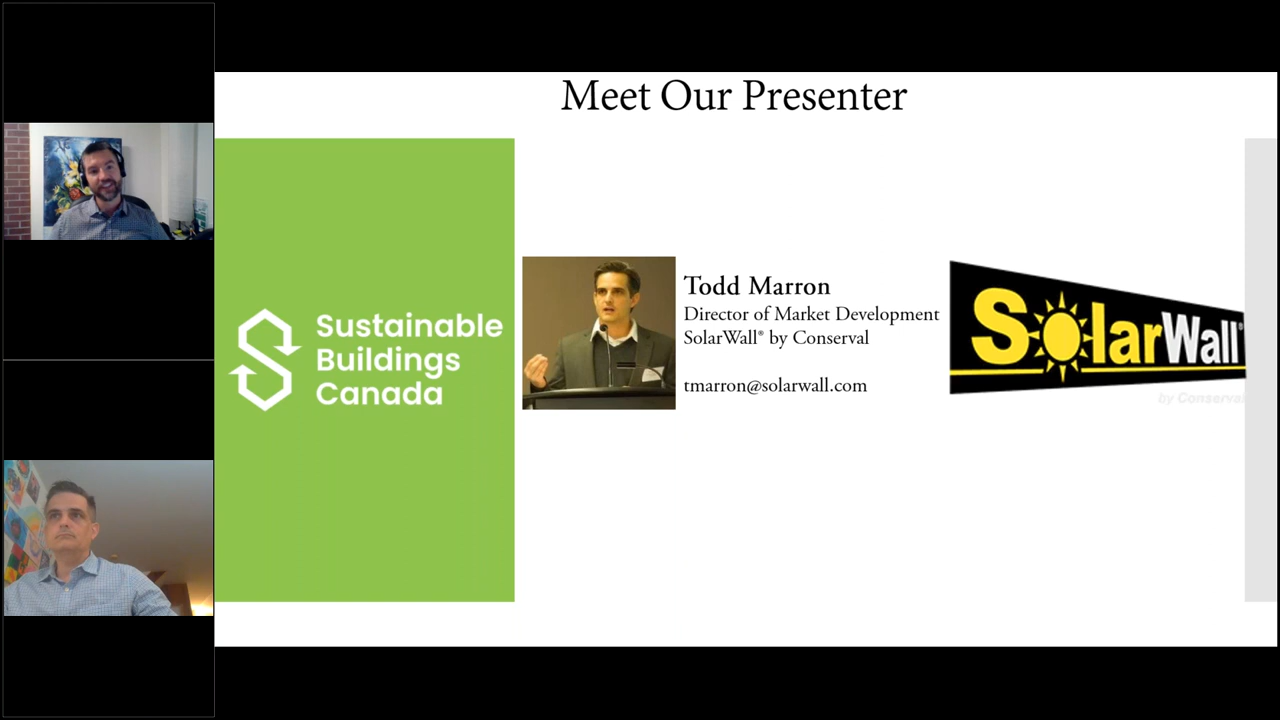 Meet Our Presenter
Sustainable
Buildings
Canada
Todd Marron
Director of Market Development
SolarWall® by Conserval
tmarron@solarwall.com
SolarWall®
by Conserval